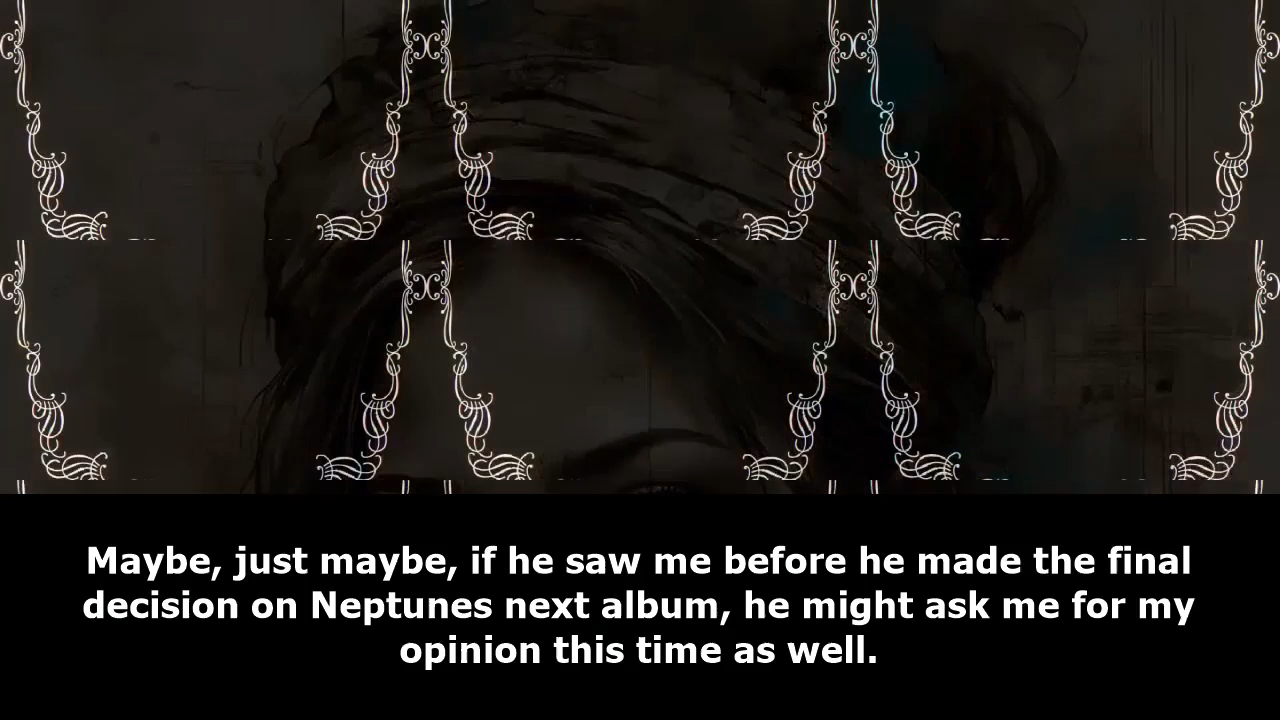 Maybe, just maybe, if he saw me before he made the final
decision on Neptunes next album, he might ask me for my
opinion this time as well.